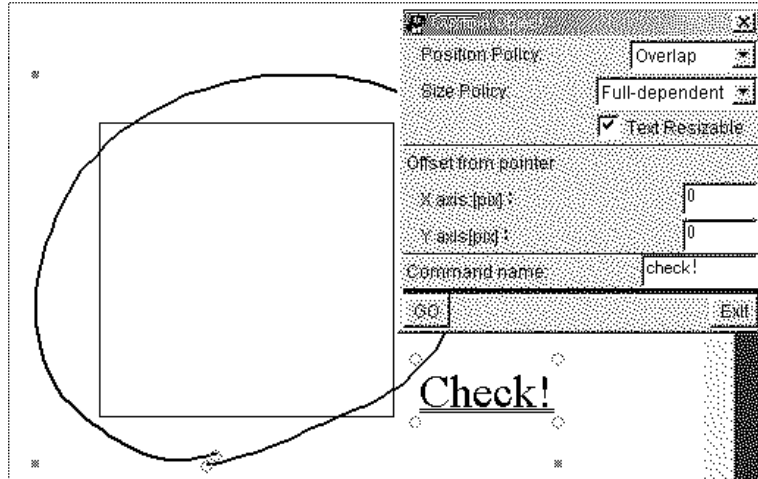 Position Policy: Overlap
Size Policy: Full-dependent
Text Resizable
Offset from pointer
X axis [pix] : 0
Y axis[pix] : 0
Command name: check!
GO Exit
Check!